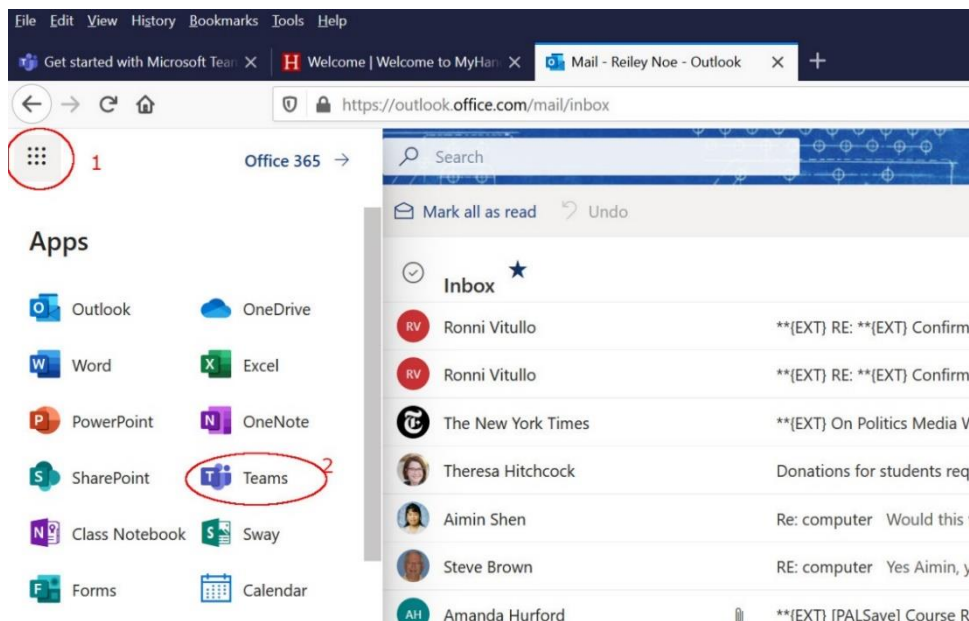 File Edit View History Bookmarks Tools Help
Get started with Microsoft Team
Welcome | Welcome to MyHan
Mail - Reiley Noe - Outlook
https://outlook.office.com/mail/inbox
1
Office 365 →
Search
Mark all as read Undo
Apps
Inbox
Outlook OneDrive
Word Excel
PowerPoint OneNote
SharePoint Teams 2
Class Notebook Sway
Forms Calendar
RV Ronni Vitullo **{EXT} RE: **{EXT} Confirm
RV Ronni Vitullo **{EXT} RE: **{EXT} Confirm
The New York Times **{EXT} On Politics Media W
Theresa Hitchcock Donations for students req
Aimin Shen Re: computer Would this
Steve Brown RE: computer Yes Aimin, y
AH Amanda Hurford **{EXT} [PALSave] Course R